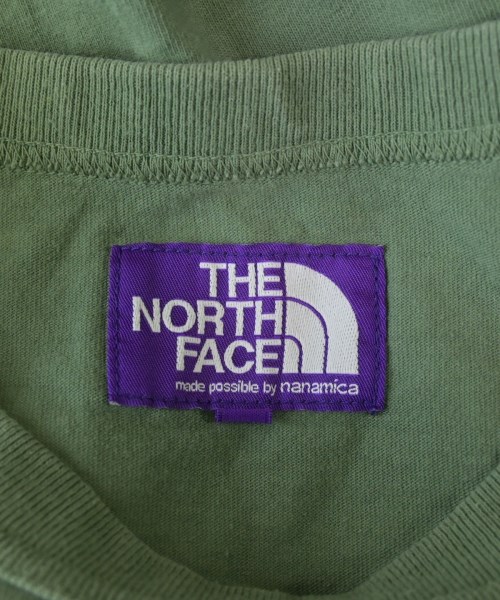 THE
NORTH
FACE
made possible by nanamica